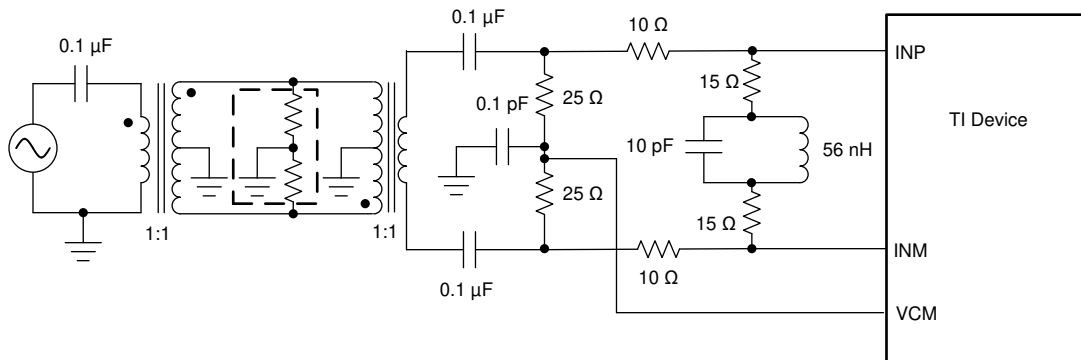 0.1 µF
0.1 µF
10 Ω
INP
0.1 pF
25 Ω
15 Ω
TI Device
10 pF
56 nH
25 Ω
15 Ω
1:1
1:1
INM
0.1 µF
10 Ω
VCM